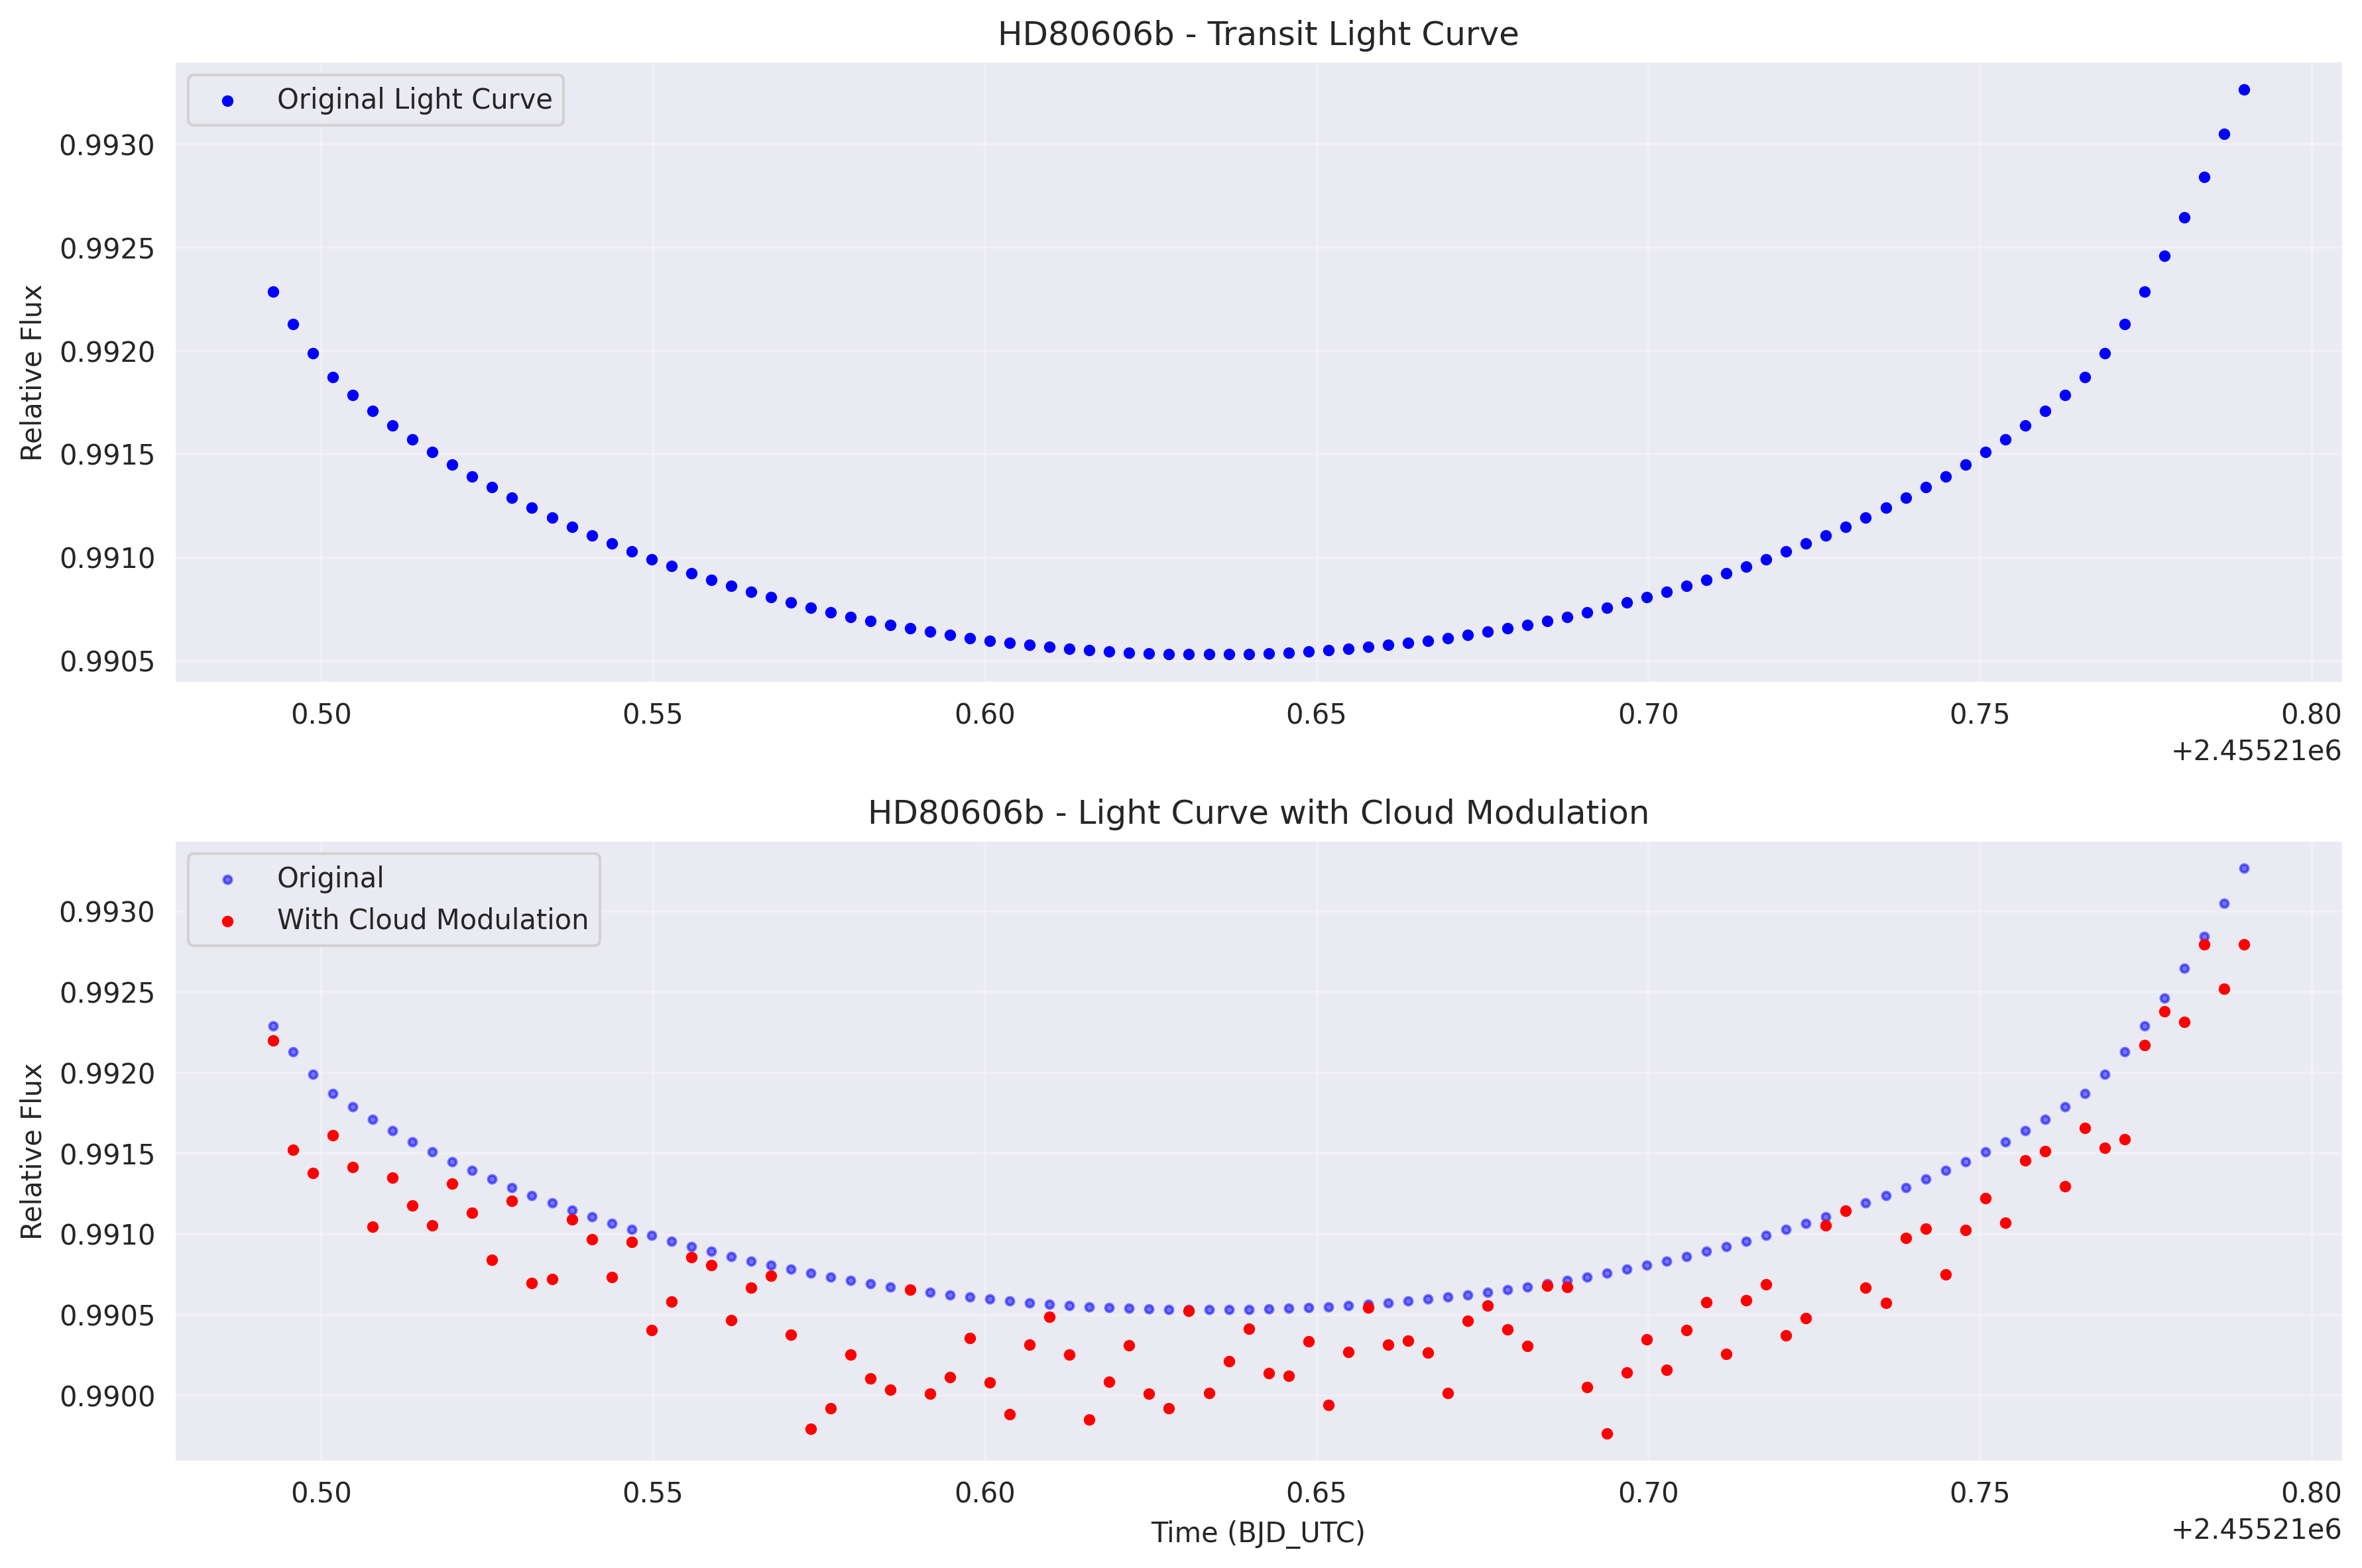 HD80606b - Transit Light Curve
Original Light Curve
Relative Flux
0.9930
0.9925
0.9920
0.9915
0.9910
0.9905
0.50 0.55 0.60 0.65 0.70 0.75 0.80
+2.45521e6
HD80606b - Light Curve with Cloud Modulation
Original
With Cloud Modulation
Relative Flux
0.9930
0.9925
0.9920
0.9915
0.9910
0.9905
0.9900
0.50 0.55 0.60 0.65 0.70 0.75 0.80
Time (BJD_UTC)
+2.45521e6